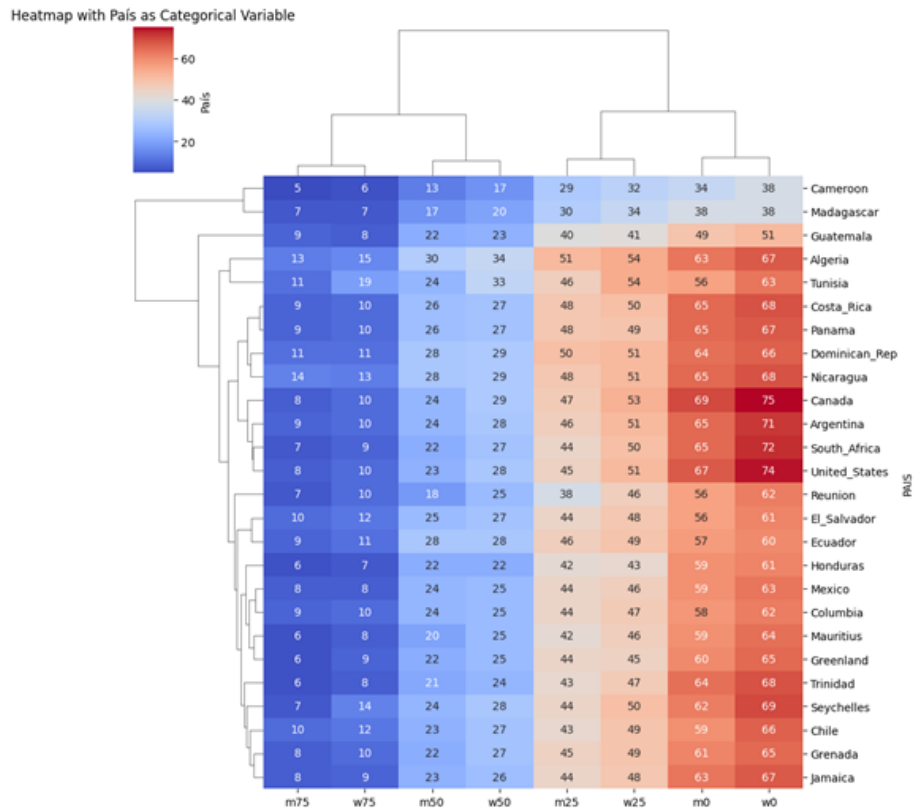 Heatmap with País as Categorical Variable
60
40
20
País
5 6 13 17 29 32 34 38 Cameroon
7 7 17 20 30 34 38 38 Madagascar
9 8 22 23 40 41 49 51 Guatemala
13 15 30 34 51 54 63 67 Algeria
11 19 24 33 46 54 56 63 Tunisia
9 10 26 27 48 50 65 68 Costa_Rica
9 10 26 27 48 49 65 67 Panama
11 11 28 29 50 51 64 66 Dominican_Rep
14 13 28 29 48 51 65 68 Nicaragua
8 10 24 29 47 53 69 75 Canada
9 10 24 28 46 51 65 71 Argentina
7 9 22 27 44 50 65 72 South_Africa
8 10 23 28 45 51 67 74 United_States
7 10 18 25 38 46 56 62 Reunion
10 12 25 27 44 48 56 61 El_Salvador
9 11 28 28 46 49 57 60 Ecuador
6 7 22 22 42 43 59 61 Honduras
8 8 24 25 44 46 59 63 Mexico
9 10 24 25 44 47 58 62 Columbia
6 8 20 25 42 46 59 64 Mauritius
6 9 22 25 44 45 60 65 Greenland
6 8 21 24 43 47 64 68 Trinidad
7 14 24 28 44 50 62 69 Seychelles
10 12 23 27 43 49 59 66 Chile
8 10 22 27 45 49 61 65 Grenada
8 9 23 26 44 48 63 67 Jamaica
m75 w75 m50 w50 m25 w25 m0 w0
PAIS